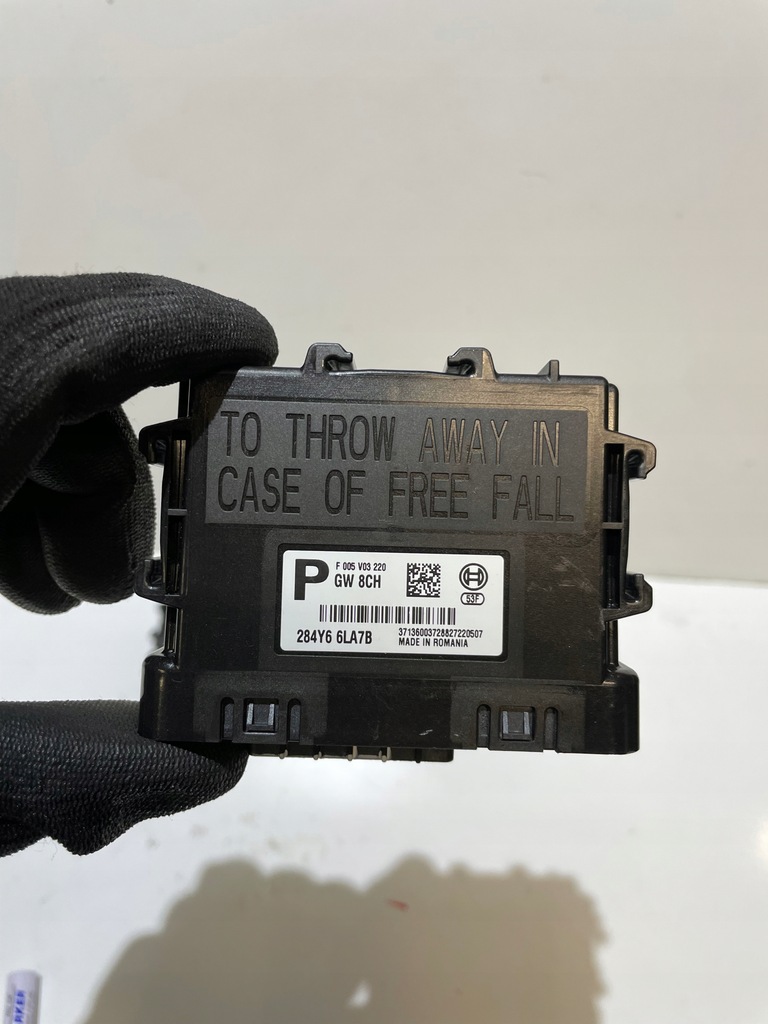 TO THROW AWAY IN
CASE OF FREE FALL
P
F 005 V03 220
GW 8CH
53F
284Y6 6LA7B
37136003728827220507
MADE IN ROMANIA
RKER